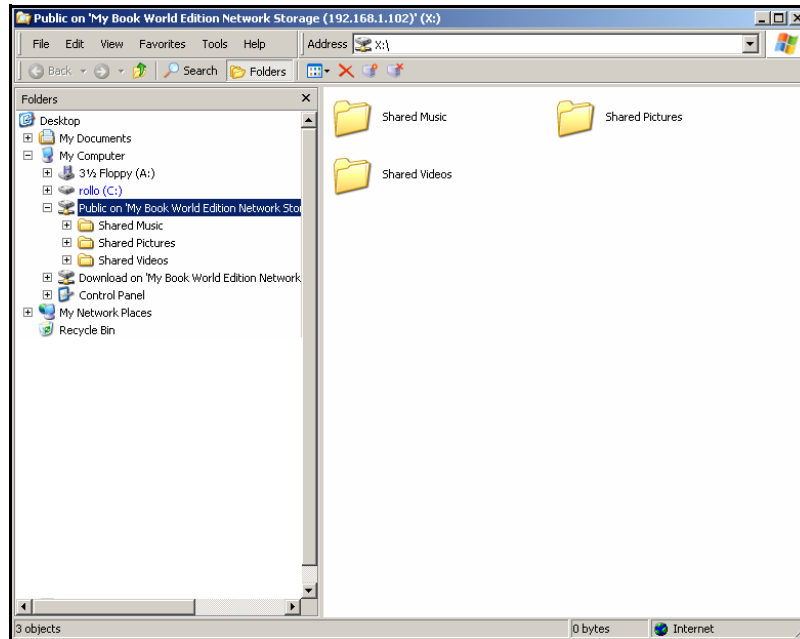 Public on 'My Book World Edition Network Storage (192.168.1.102)' (X:)
File Edit View Favorites Tools Help Address X:\
Back Search Folders
Folders
Desktop
My Documents
My Computer
3½ Floppy (A:)
rollo (C:)
Public on 'My Book World Edition Network Stor
Shared Music
Shared Pictures
Shared Videos
Download on 'My Book World Edition Network
Control Panel
My Network Places
Recycle Bin
Shared Music Shared Pictures
Shared Videos
3 objects 0 bytes Internet